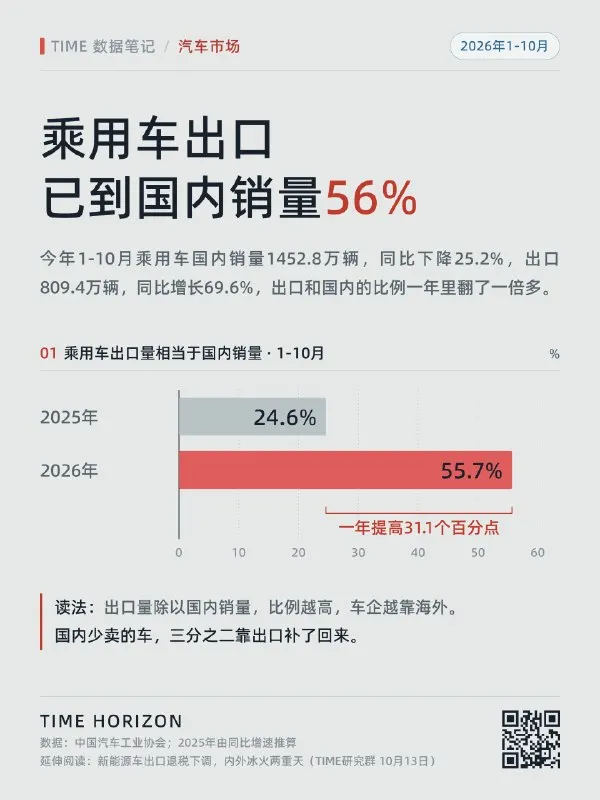 TIME 数据笔记 / 汽车市场
2026年1-10月
乘用车出口
已到国内销量56%
今年1-10月乘用车国内销量1452.8万辆，同比下降25.2%，出口
809.4万辆，同比增长69.6%，出口和国内的比例一年里翻了一倍多。
01 乘用车出口量相当于国内销量 · 1-10月
%
2025年
24.6%
2026年
55.7%
一年提高31.1个百分点
0 10 20 30 40 50 60
读法：出口量除以国内销量，比例越高，车企越靠海外。
国内少卖的车，三分之二靠出口补了回来。
TIME HORIZON
数据：中国汽车工业协会；2025年由同比增速推算
延伸阅读：新能源车出口退税下调，内外冰火两重天（TIME研究群 10月13日）